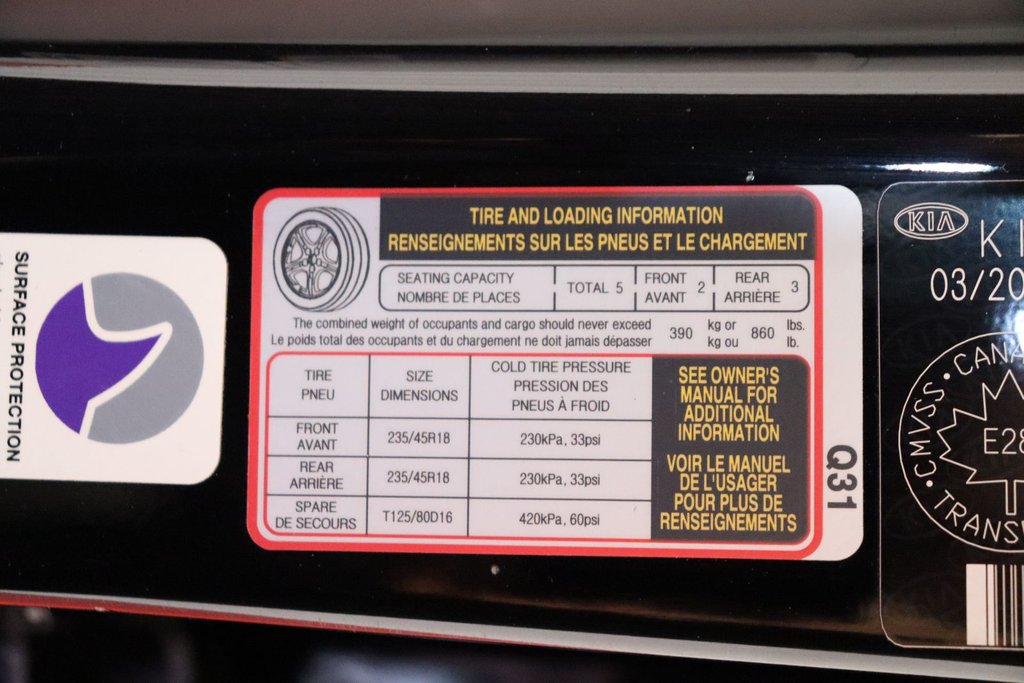 SURFACE PROTECTION
TIRE AND LOADING INFORMATION
RENSEIGNEMENTS SUR LES PNEUS ET LE CHARGEMENT
SEATING CAPACITY
NOMBRE DE PLACES
TOTAL 5
FRONT
AVANT
2
REAR
ARRIÈRE
3
The combined weight of occupants and cargo should never exceed 390 kg or 860 lbs.
Le poids total des occupants et du chargement ne doit jamais dépasser kg ou lb.
TIRE
PNEU
SIZE
DIMENSIONS
COLD TIRE PRESSURE
PRESSION DES
PNEUS À FROID
FRONT
AVANT
235/45R18
230kPa, 33psi
REAR
ARRIÈRE
235/45R18
230kPa, 33psi
SPARE
DE SECOURS
T125/80D16
420kPa, 60psi
SEE OWNER'S
MANUAL FOR
ADDITIONAL
INFORMATION
VOIR LE MANUEL
DE L'USAGER
POUR PLUS DE
RENSEIGNEMENTS
Q31
KIA
03/20
CMVSS